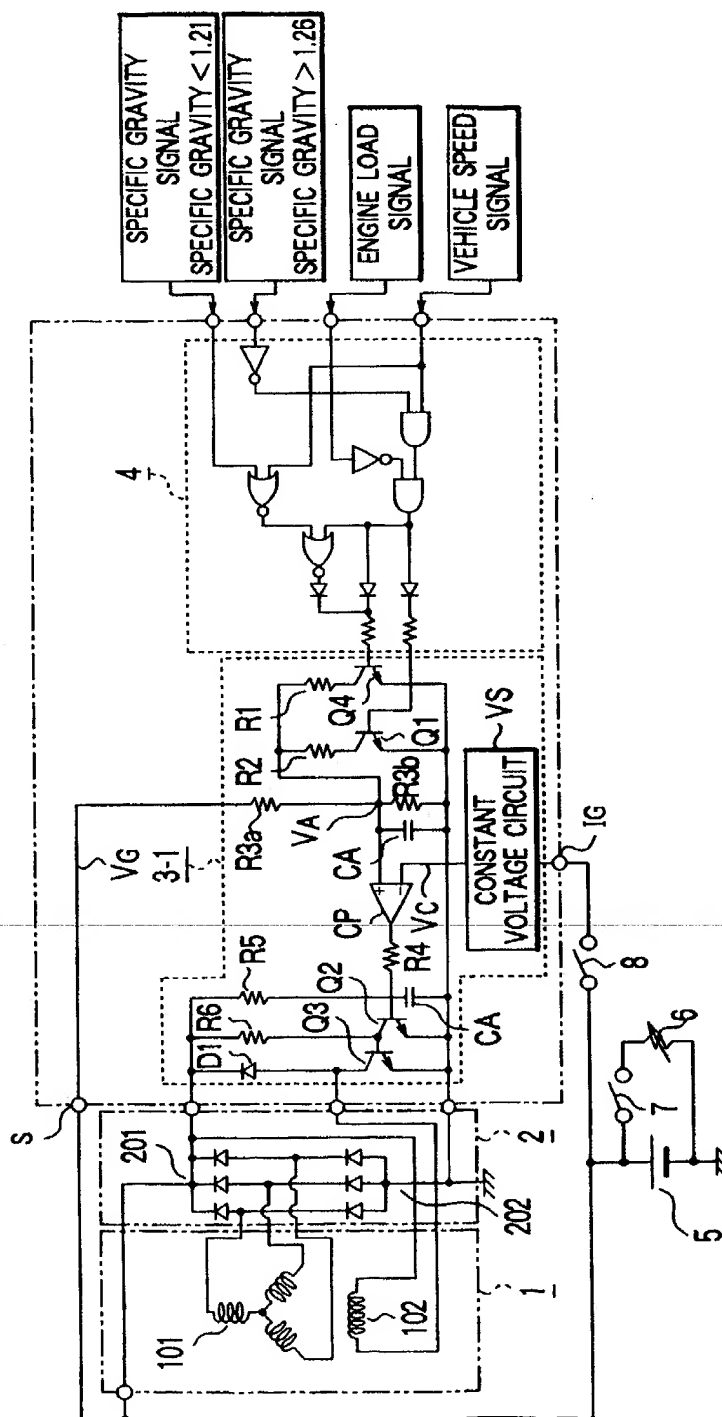 SPECIFIC GRAVITY
SIGNAL
SPECIFIC GRAVITY < 1.21
SPECIFIC GRAVITY
SIGNAL
SPECIFIC GRAVITY > 1.26
ENGINE LOAD
SIGNAL
VEHICLE SPEED
SIGNAL
4
R1
Q4
R2
Q1
VS
R3a
VA
R3b
VG
3-1
CA
CP
VC
CONSTANT
VOLTAGE CIRCUIT
IG
R4
R5
Q2
R6
Q3
CA
D1
8
S
6
7
201
2
202
5
101
102
1